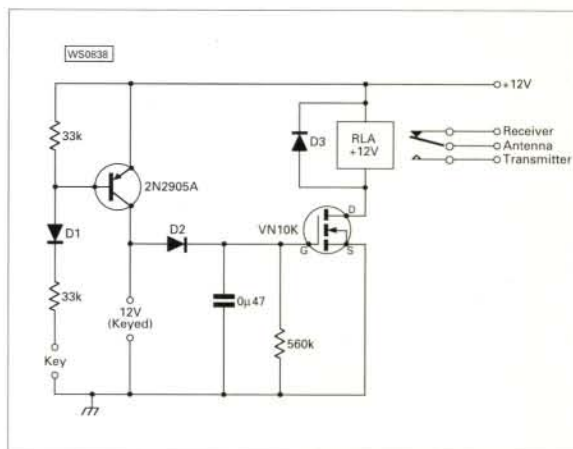 WS0838
+12V
33k
D3
RLA
+12V
Receiver
Antenna
Transmitter
2N2905A
D
D1
D2
VN10K
G
S
33k
12V
(Keyed)
0µ47
560k
Key